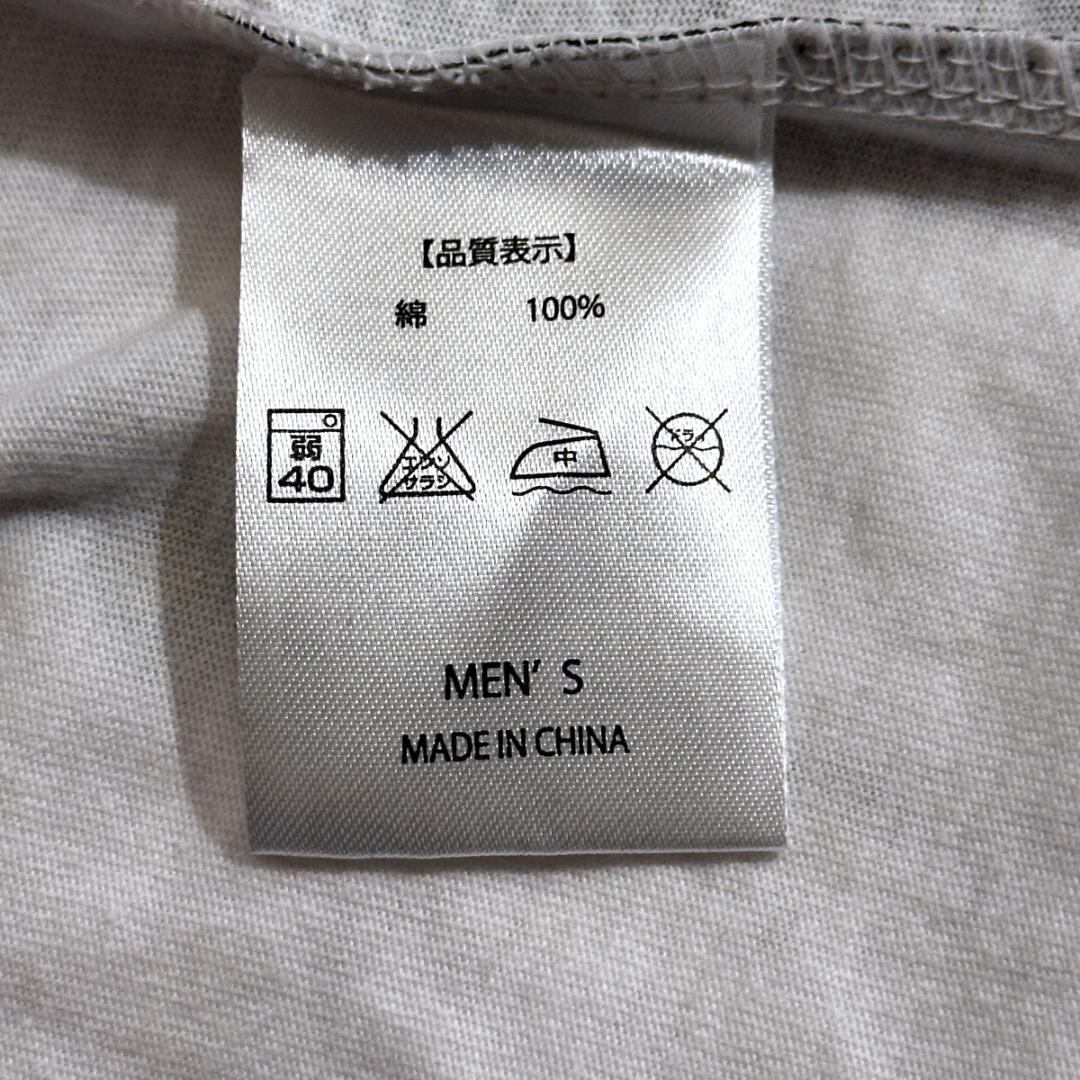 【品質表示】
綿 100%
弱 40
エンソ サラシ
中
ドライ
MEN' S
MADE IN CHINA